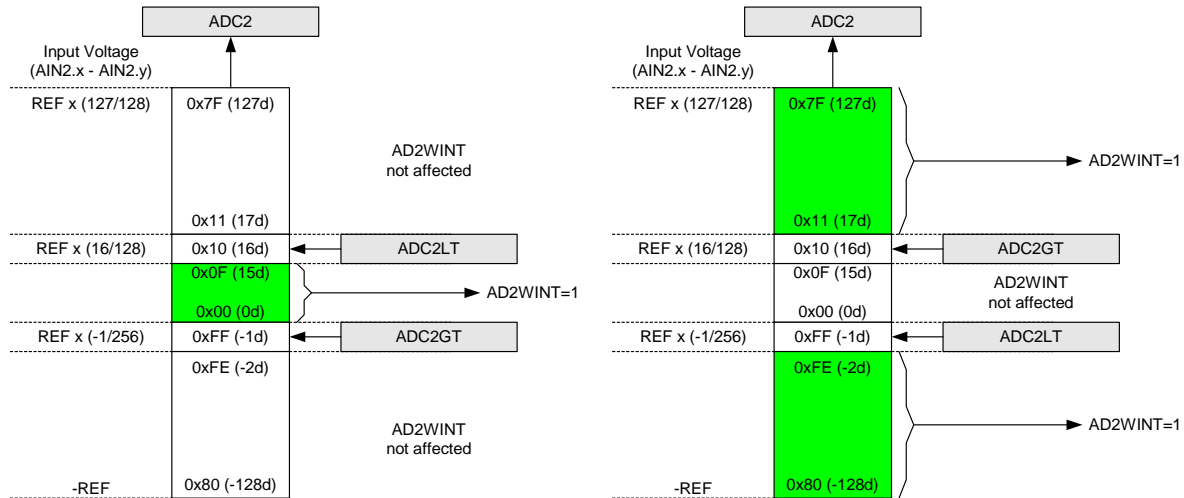 ADC2
Input Voltage
(AIN2.x - AIN2.y)
REF x (127/128)
0x7F (127d)
AD2WINT
not affected
0x11 (17d)
REF x (16/128)
0x10 (16d)
ADC2LT
0x0F (15d)
AD2WINT=1
0x00 (0d)
REF x (-1/256)
0xFF (-1d)
ADC2GT
0xFE (-2d)
AD2WINT
not affected
-REF
0x80 (-128d)
ADC2
Input Voltage
(AIN2.x - AIN2.y)
REF x (127/128)
0x7F (127d)
AD2WINT=1
0x11 (17d)
REF x (16/128)
0x10 (16d)
ADC2GT
0x0F (15d)
AD2WINT
not affected
0x00 (0d)
REF x (-1/256)
0xFF (-1d)
ADC2LT
0xFE (-2d)
AD2WINT=1
-REF
0x80 (-128d)